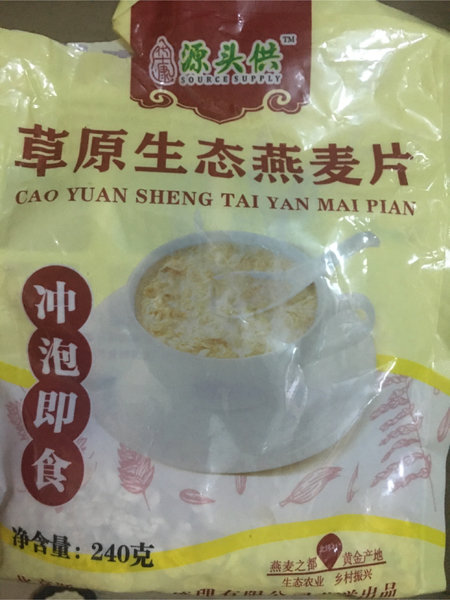 源头供™
SOURCE SUPPLY
草原生态燕麦片
CAO YUAN SHENG TAI YAN MAI PIAN
冲泡即食
净含量：240克
燕麦之都 黄金产地
生态农业 乡村振兴